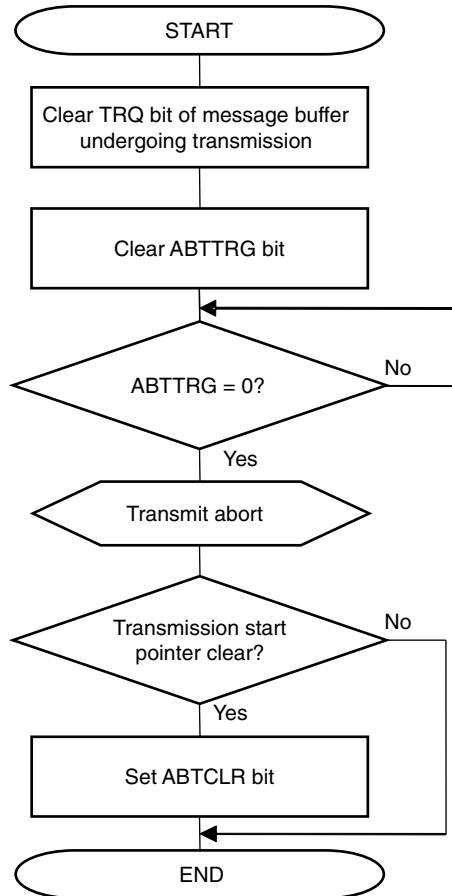 START
Clear TRQ bit of message buffer
undergoing transmission
Clear ABTTRG bit
ABTTRG = 0?
No
Yes
Transmit abort
Transmission start
pointer clear?
No
Yes
Set ABTCLR bit
END